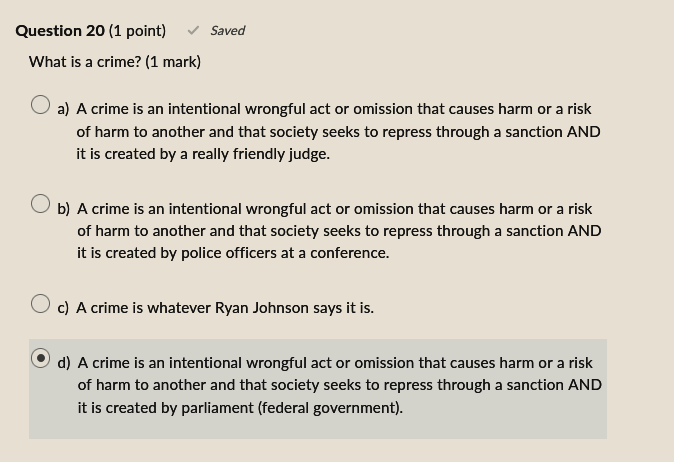 Question 20 (1 point) ✓ Saved
What is a crime? (1 mark)
a) A crime is an intentional wrongful act or omission that causes harm or a risk
of harm to another and that society seeks to repress through a sanction AND
it is created by a really friendly judge.
b) A crime is an intentional wrongful act or omission that causes harm or a risk
of harm to another and that society seeks to repress through a sanction AND
it is created by police officers at a conference.
c) A crime is whatever Ryan Johnson says it is.
d) A crime is an intentional wrongful act or omission that causes harm or a risk
of harm to another and that society seeks to repress through a sanction AND
it is created by parliament (federal government).